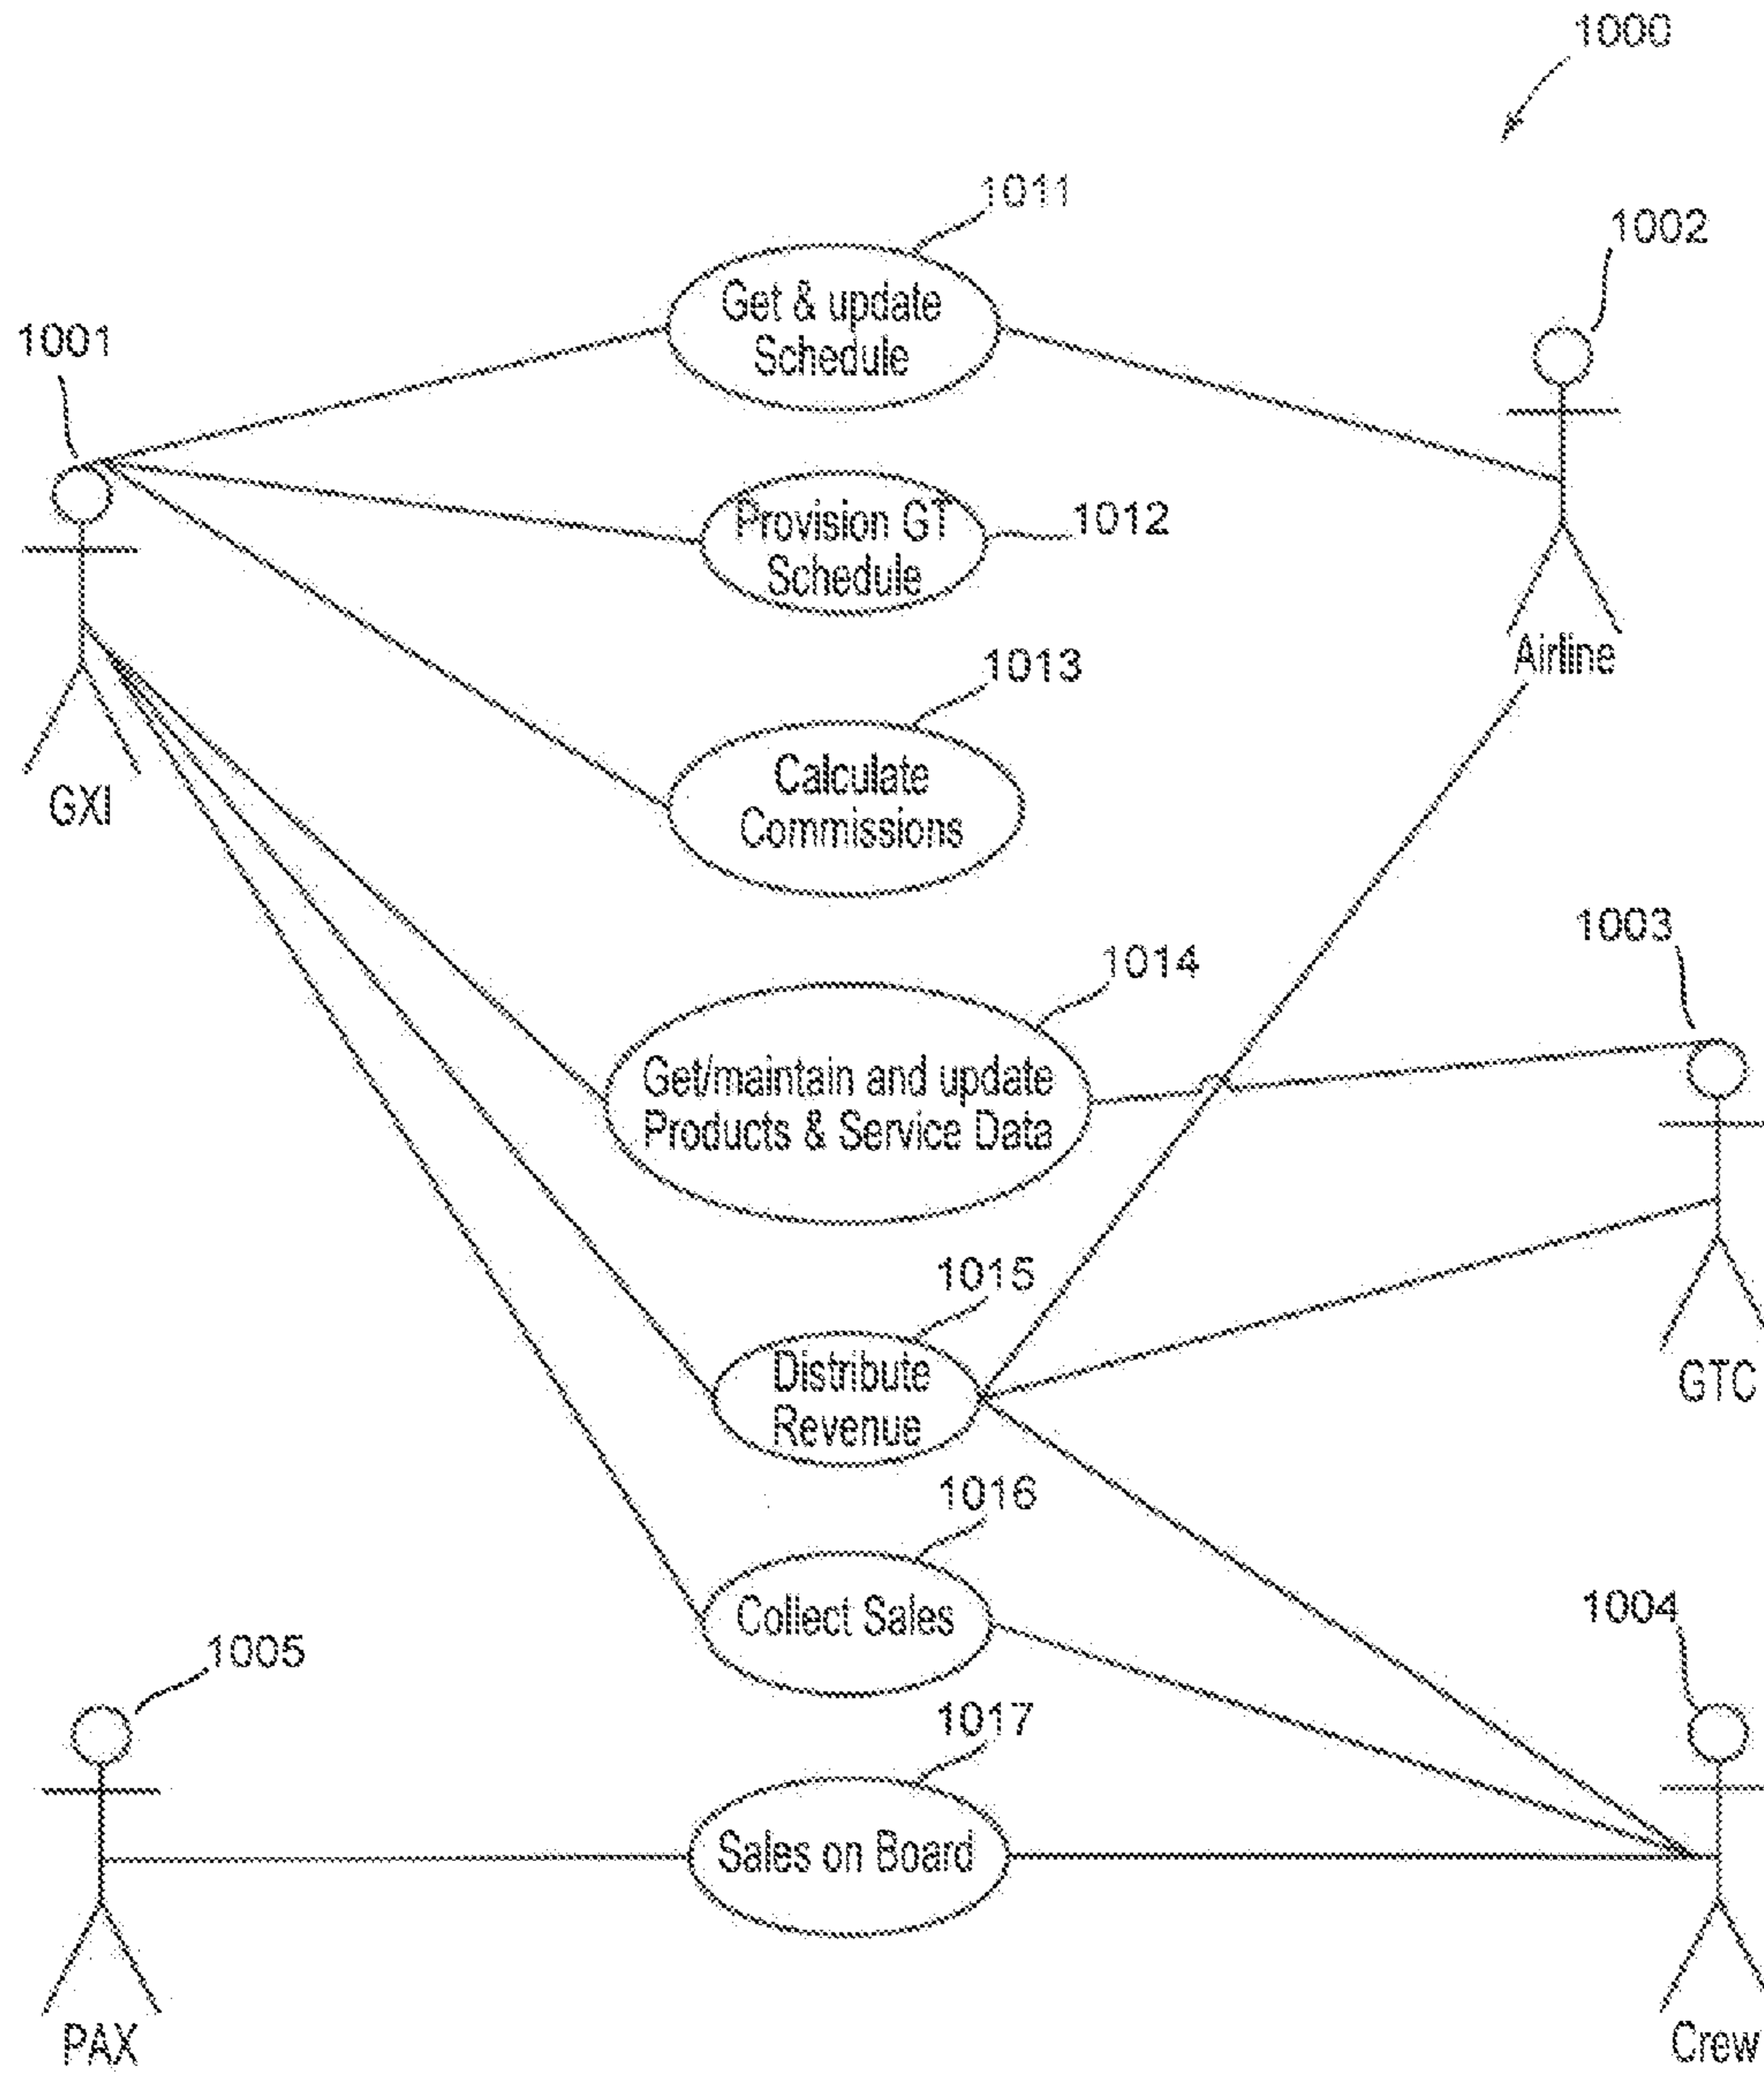 1000
1011
1002
Get & update
Schedule
1001
Provision GT
Schedule
1012
1013
Airline
Calculate
Commissions
GXI
1003
1014
Get/maintain and update
Products & Service Data
1015
Distribute
Revenue
GTC
1016
Collect Sales
1004
1005
1017
Sales on Board
PAX
Crew